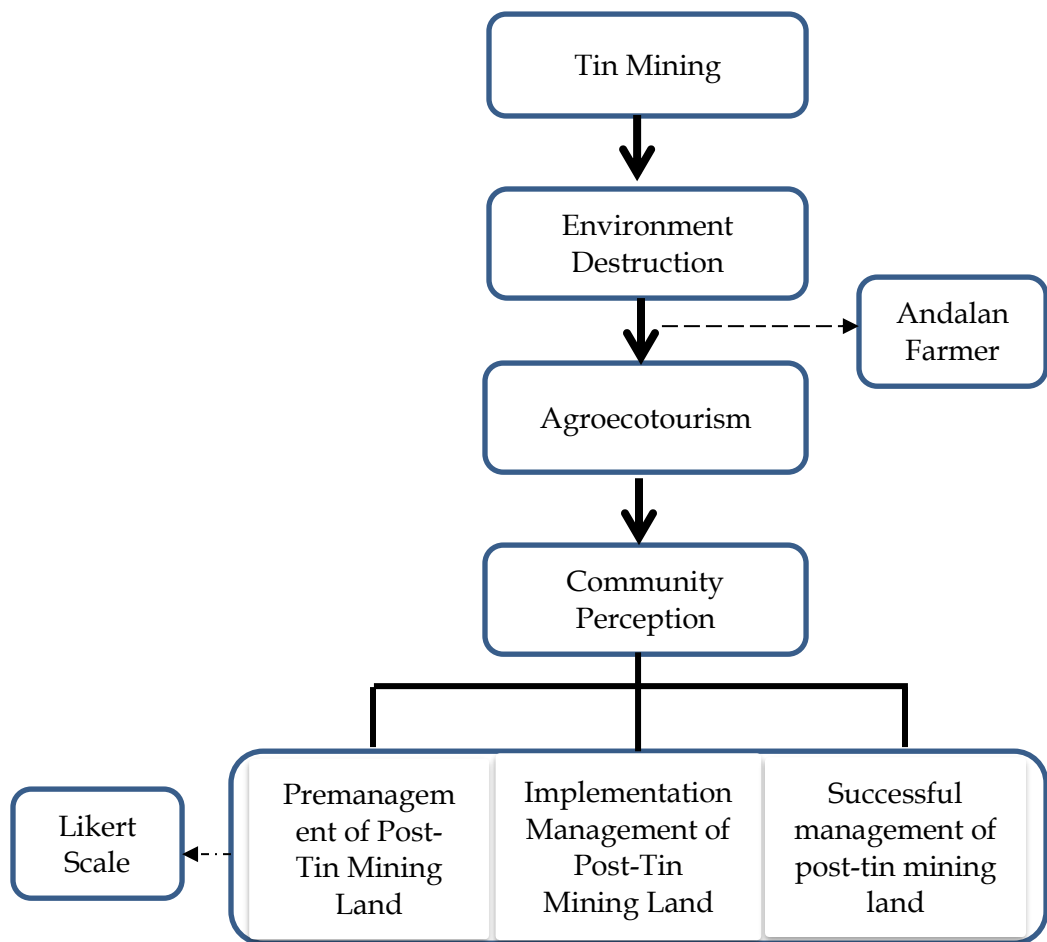 Tin Mining
Environment
Destruction
Andalan
Farmer
Agroecotourism
Community
Perception
Likert
Scale
Premanagem
ent of Post-
Tin Mining
Land
Implementation
Management of
Post-Tin
Mining Land
Successful
management of
post-tin mining
land